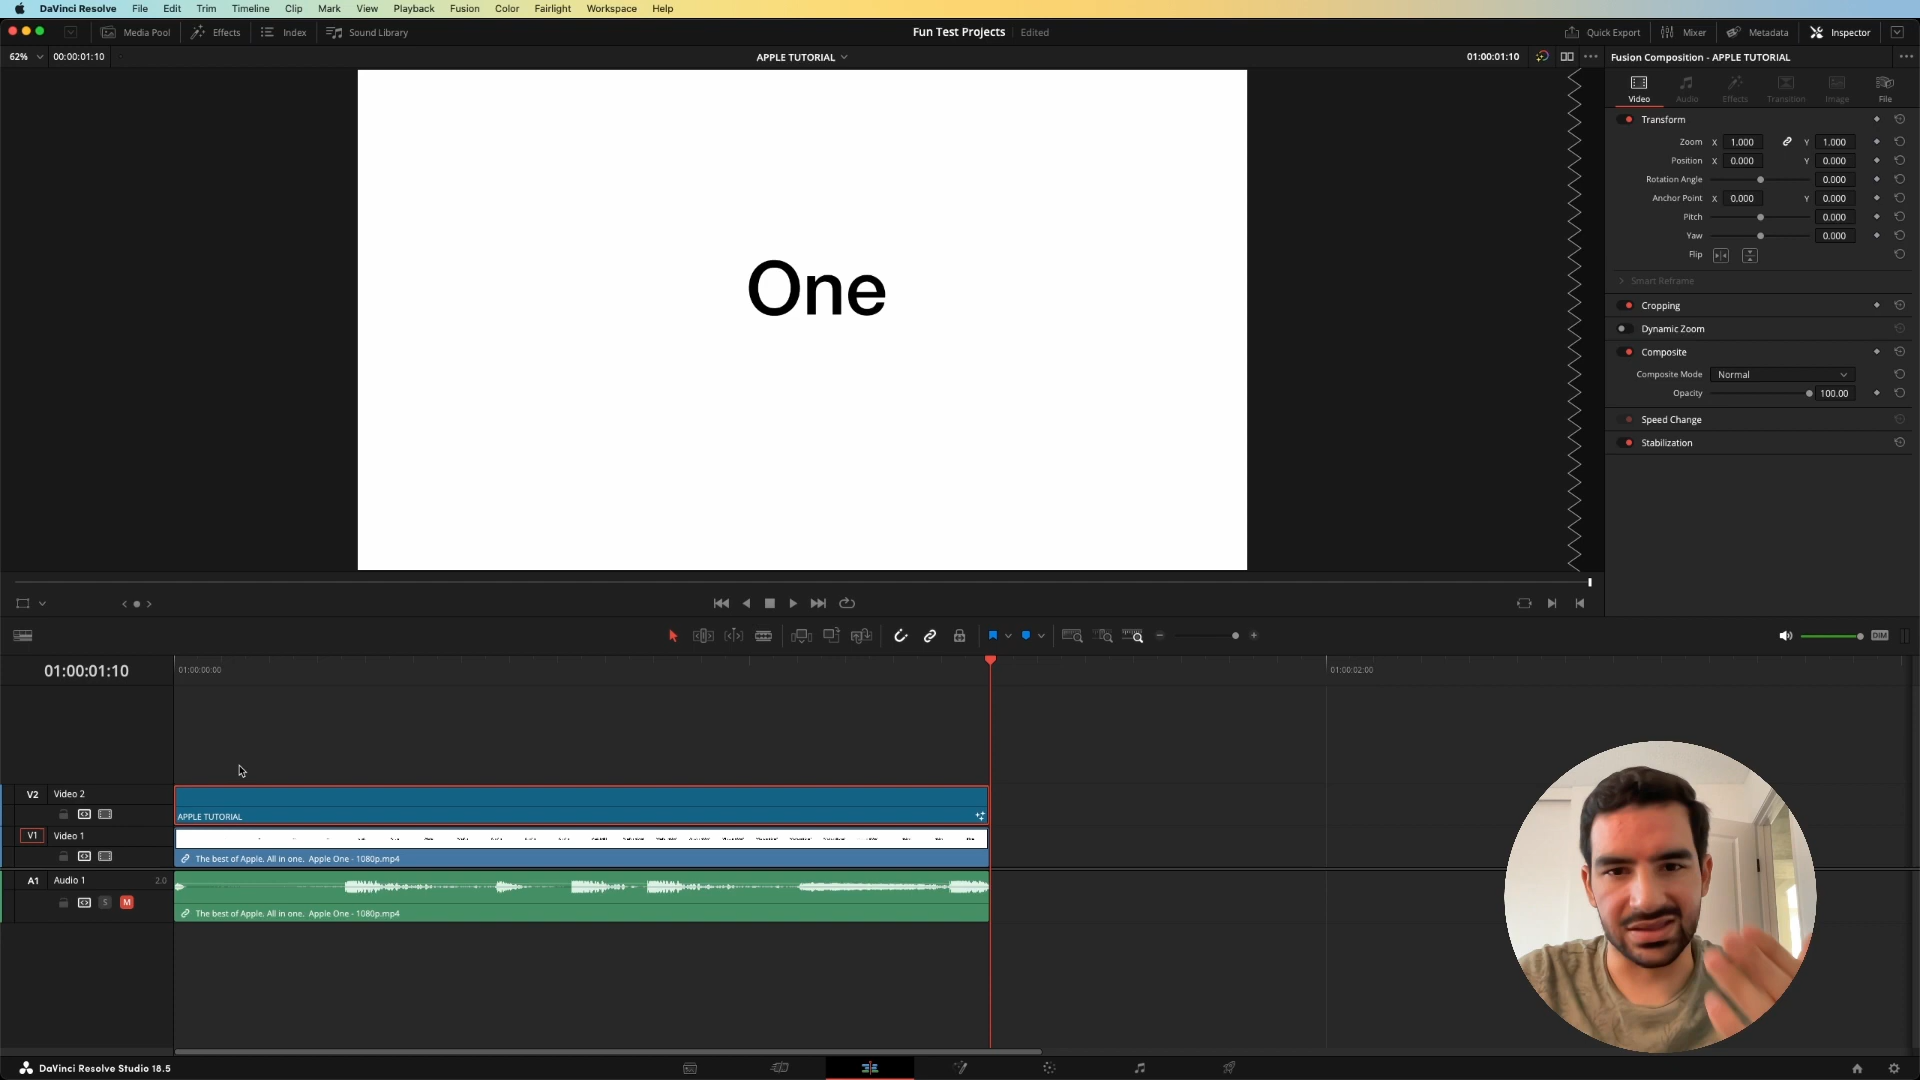 DaVinci Resolve File Edit Trim Timeline Clip Mark View Playback Fusion Color Fairlight Workspace Help
Media Pool Effects Index Sound Library Fun Test Projects Edited Quick Export Mixer Metadata Inspector
62% 00:00:01:10 APPLE TUTORIAL 01:00:01:10 Fusion Composition - APPLE TUTORIAL
Video Audio Effects Transition Image File
Transform
Zoom X 1.000 Y 1.000
Position X 0.000 Y 0.000
Rotation Angle 0.000
Anchor Point X 0.000 Y 0.000
Pitch 0.000
Yaw 0.000
Flip
Smart Reframe
Cropping
Dynamic Zoom
Composite
Composite Mode Normal
Opacity 100.00
Speed Change
Stabilization
One
DIM
01:00:01:10 01:00:00:00 01:00:02:00
V2 Video 2
APPLE TUTORIAL
V1 Video 1
The best of Apple. All in one. Apple One - 1080p.mp4
A1 Audio 1 2.0
S M
The best of Apple. All in one. Apple One - 1080p.mp4
DaVinci Resolve Studio 18.5